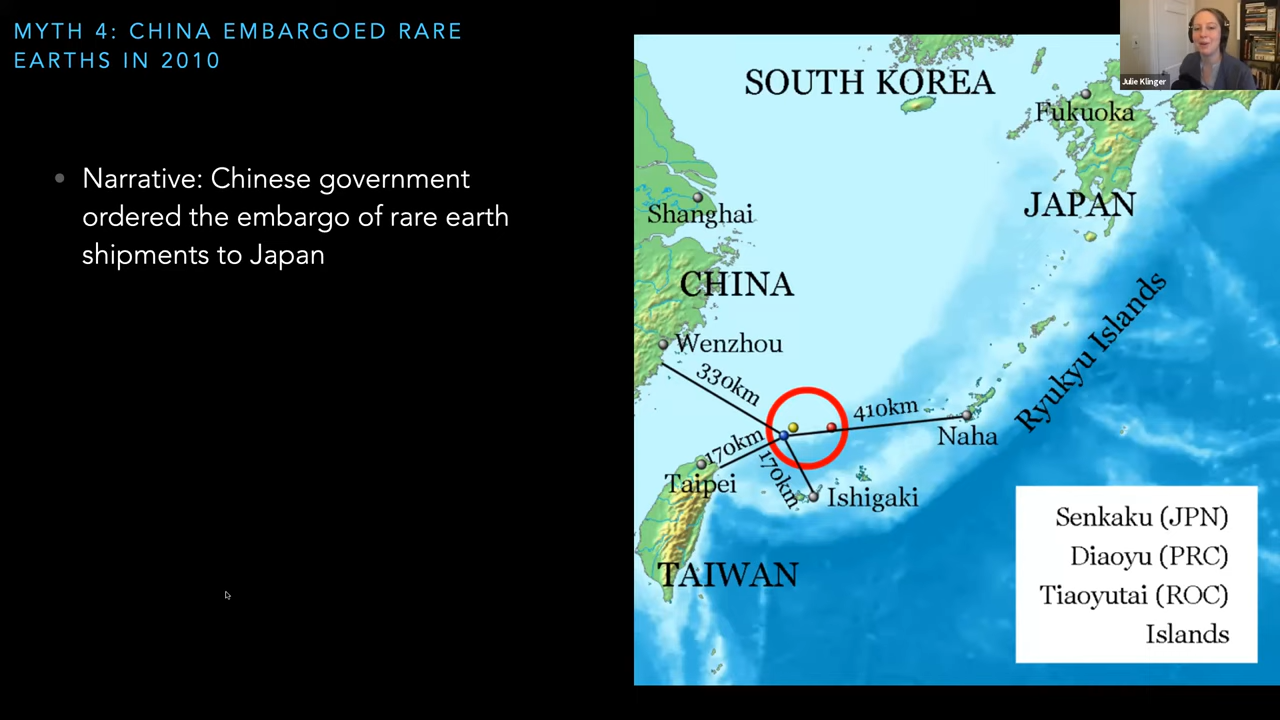 MYTH 4: CHINA EMBARGOED RARE
EARTHS IN 2010
Narrative: Chinese government
ordered the embargo of rare earth
shipments to Japan
Julie Klinger
SOUTH KOREA
Fukuoka
JAPAN
Shanghai
CHINA
Wenzhou
330km
410km
Ryukyu Islands
Naha
170km
170km
Taipei
Ishigaki
TAIWAN
Senkaku (JPN)
Diaoyu (PRC)
Tiaoyutai (ROC)
Islands